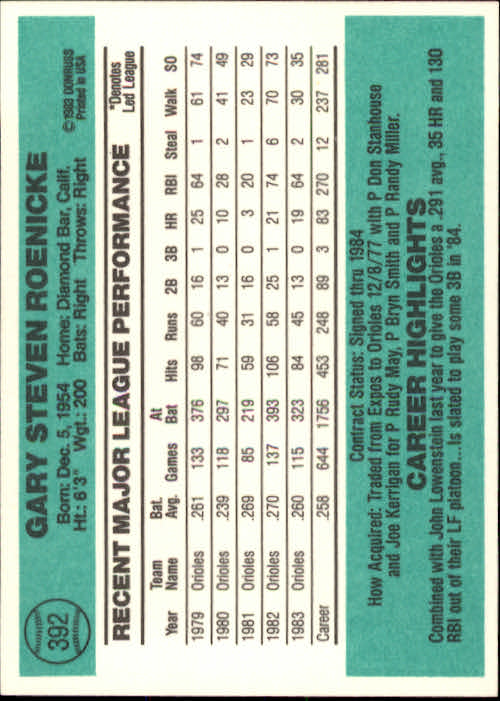 392
GARY STEVEN ROENICKE
Born: Dec. 5, 1954 Home: Diamond Bar, Calif.
Ht.: 6'3" Wgt.: 200 Bats: Right Throws: Right
©1983 DONRUSS
Printed in USA
RECENT MAJOR LEAGUE PERFORMANCE
*Denotes
Led League
Year Team Name Bat. Avg. Games At Bat Hits Runs 2B 3B HR RBI Steal Walk SO
1979 Orioles .261 133 376 98 60 16 1 25 64 1 61 74
1980 Orioles .239 118 297 71 40 13 0 10 28 2 41 49
1981 Orioles .269 85 219 59 31 16 0 3 20 1 23 29
1982 Orioles .270 137 393 106 58 25 1 21 74 6 70 73
1983 Orioles .260 115 323 84 45 13 0 19 64 2 30 35
Career .258 644 1756 453 248 89 3 83 270 12 237 281
Contract Status: Signed thru 1984
How Acquired: Traded from Expos to Orioles 12/8/77 with P Don Stanhouse
and Joe Kerrigan for P Rudy May, P Bryn Smith and P Randy Miller.
CAREER HIGHLIGHTS
Combined with John Lowenstein last year to give the Orioles a .291 avg., 35 HR and 130
RBI out of their LF platoon... Is slated to play some 3B in '84.